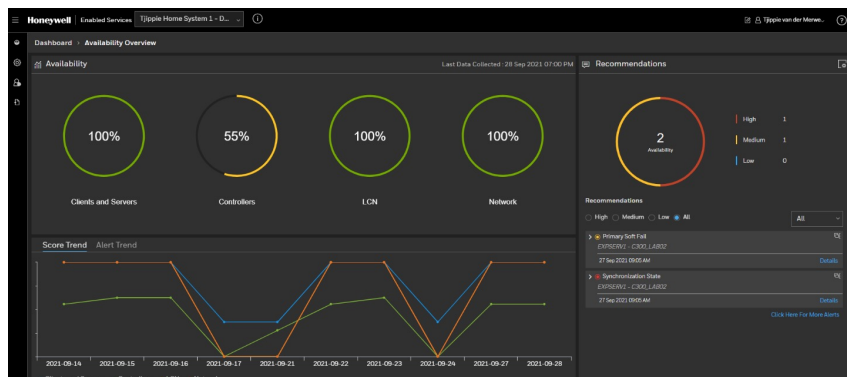 Honeywell Enabled Services Tjippie Home System 1 - D...
Tjippie van der Merwe..
Dashboard > Availability Overview
Availability
Last Data Collected : 28 Sep 2021 07:00 PM
100%
55%
100%
100%
Clients and Servers
Controllers
LCN
Network
Score Trend Alert Trend
2021-09-14 2021-09-15 2021-09-16 2021-09-17 2021-09-21 2021-09-22 2021-09-23 2021-09-24 2021-09-27 2021-09-28
Recommendations
2
Availability
High 1
Medium 1
Low 0
Recommendations
High Medium Low All
All
Primary Soft Fail
EXPSERV1 - C300_LAB02
27 Sep 2021 09:05 AM Details
Synchronization State
EXPSERV1 - C300_LAB02
27 Sep 2021 09:05 AM Details
Click Here For More Alerts